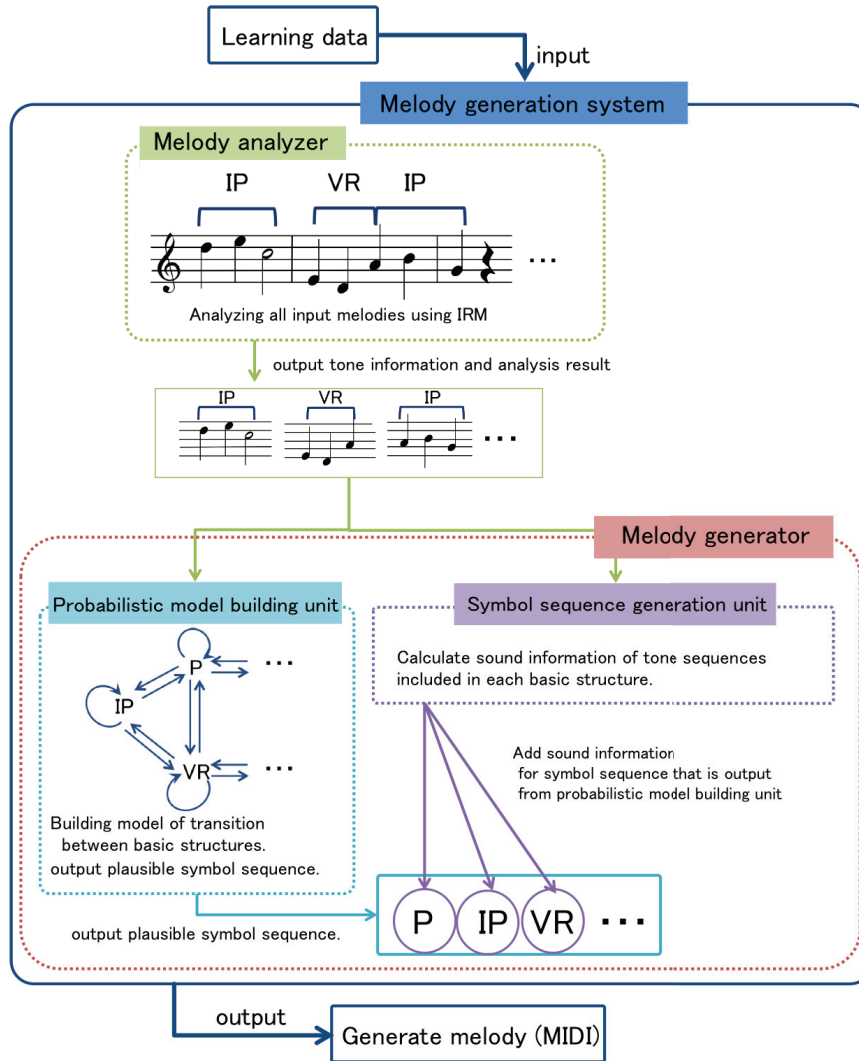 Learning data
input
Melody generation system
Melody analyzer
IP
VR
IP
...
Analyzing all input melodies using IRM
output tone information and analysis result
IP
VR
IP
...
Melody generator
Probabilistic model building unit
Symbol sequence generation unit
P
...
IP
VR
...
Building model of transition
between basic structures.
output plausible symbol sequence.
Calculate sound information of tone sequences
included in each basic structure.
Add sound information
for symbol sequence that is output
from probabilistic model building unit
output plausible symbol sequence.
P IP VR ...
output
Generate melody (MIDI)